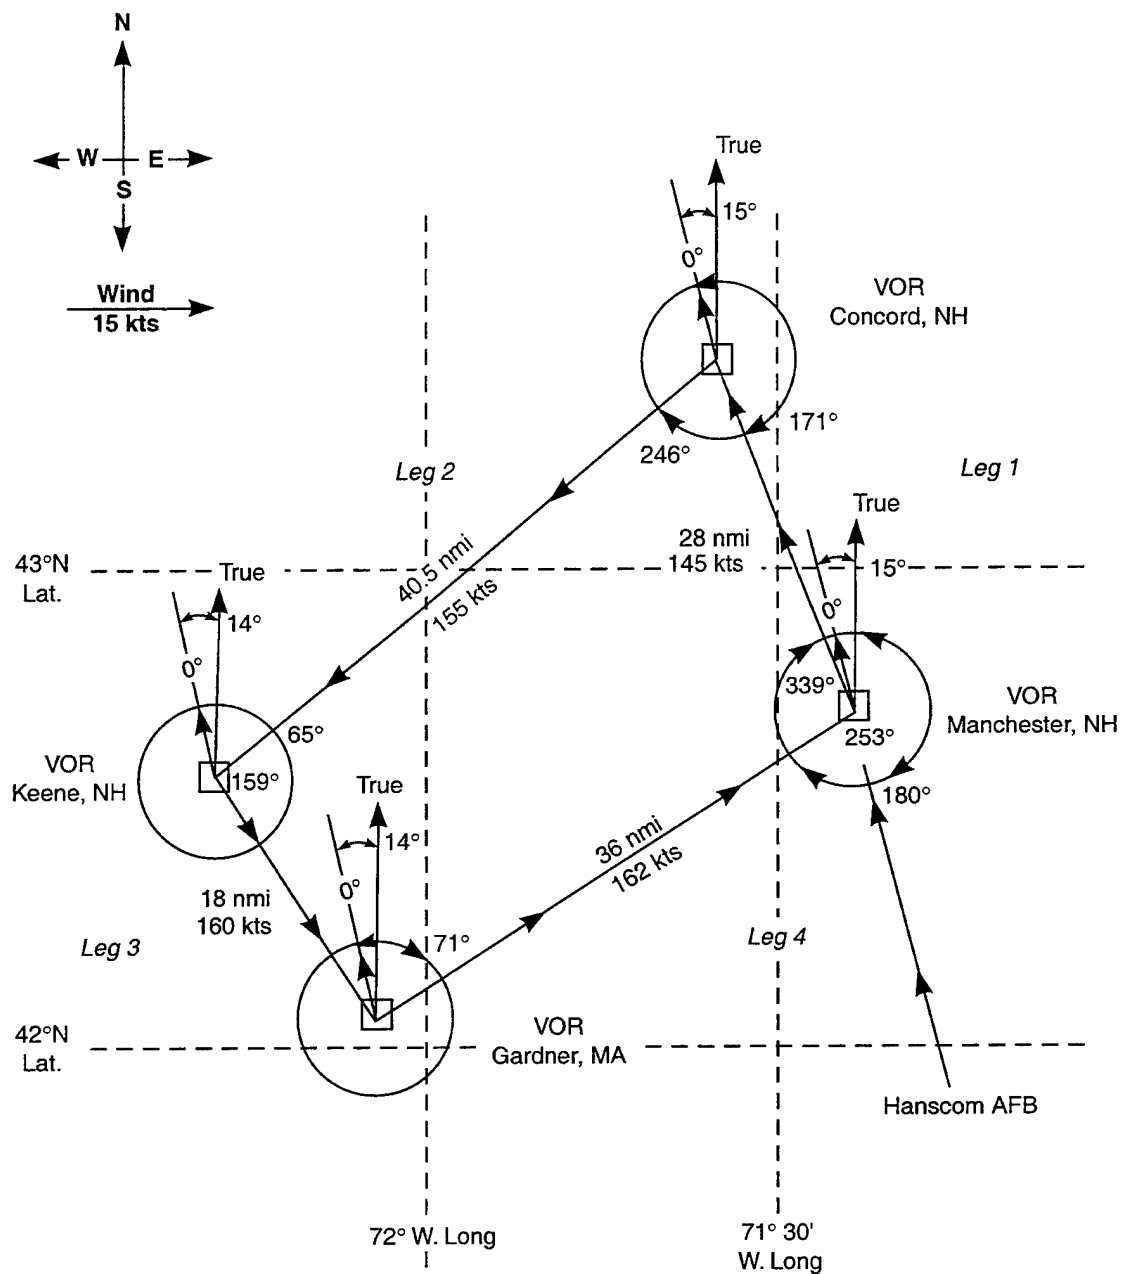 N
W
E
S
Wind
15 kts
True
15°
0°
VOR
Concord, NH
171°
246°
Leg 2
Leg 1
True
28 nmi
145 kts
15°
0°
43°N
Lat.
True
14°
0°
40.5 nmi
155 kts
339°
VOR
Manchester, NH
253°
180°
65°
VOR
Keene, NH
159°
True
14°
0°
36 nmi
162 kts
18 nmi
160 kts
Leg 3
71°
Leg 4
42°N
Lat.
VOR
Gardner, MA
Hanscom AFB
72° W. Long
71° 30'
W. Long